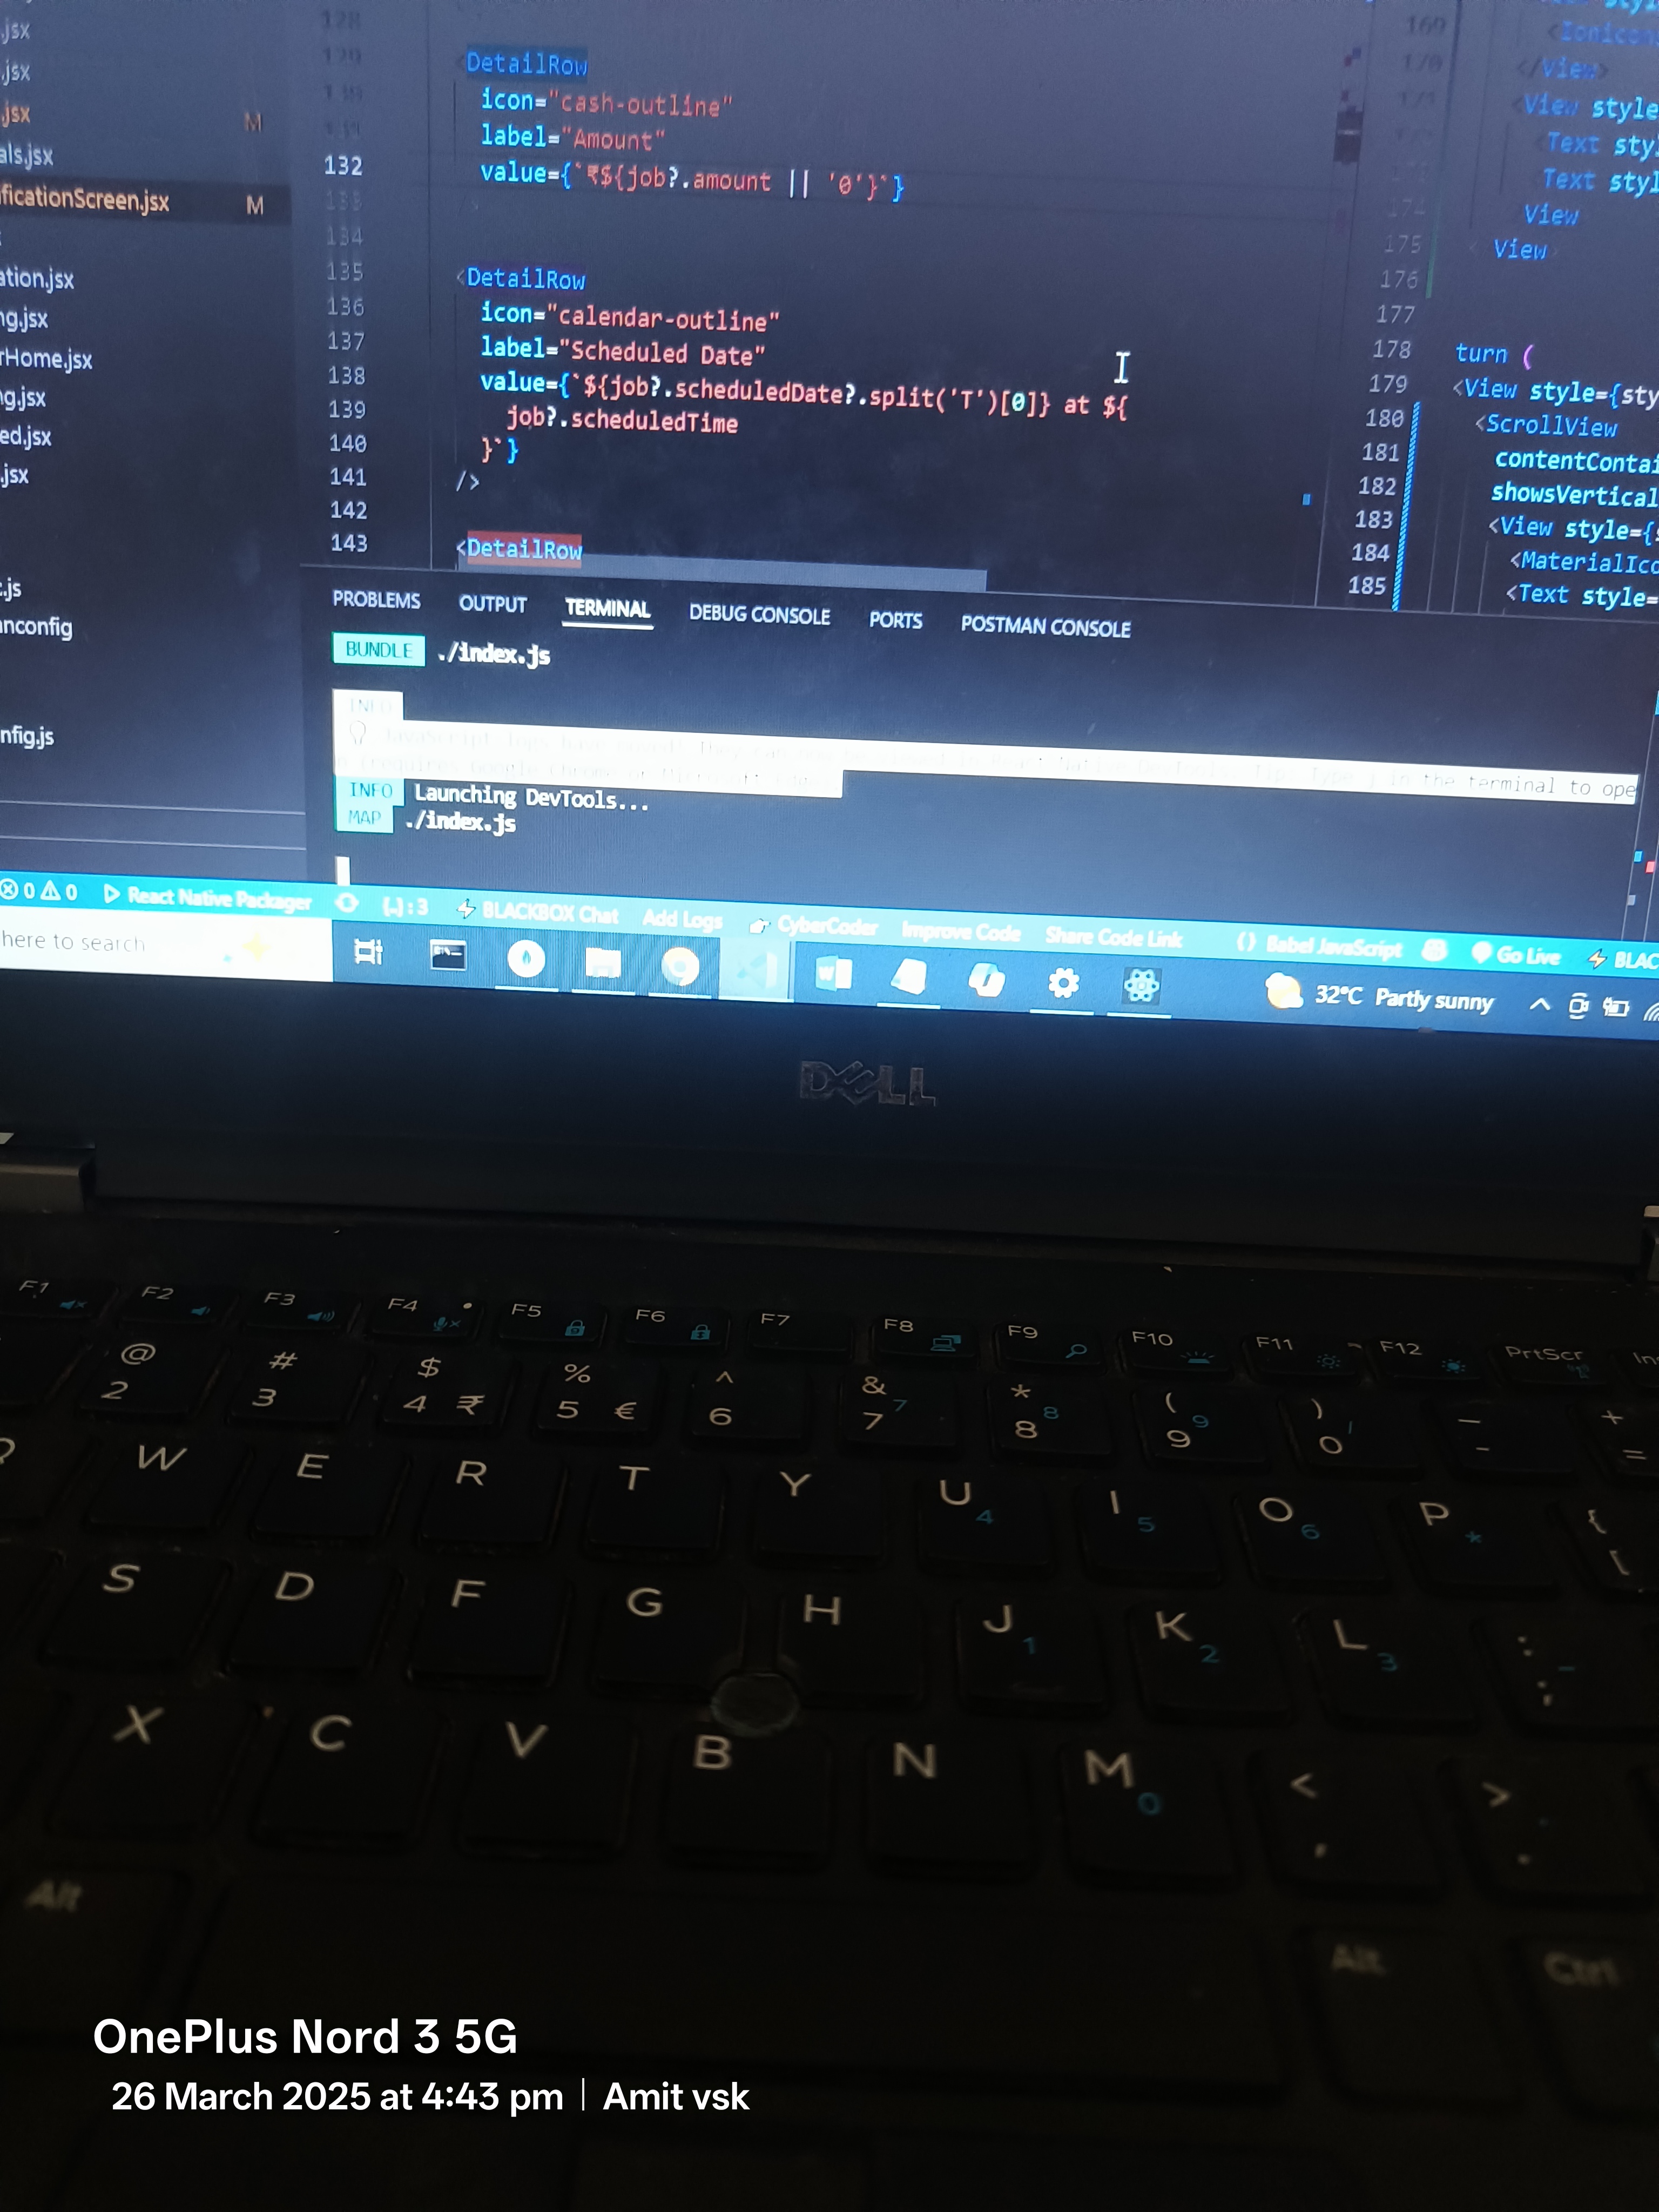 .jsx
.jsx
.jsx M
als.jsx
ficationScreen.jsx M
ation.jsx
ng.jsx
rHome.jsx
ng.jsx
ed.jsx
.jsx
.js
nconfig
nfig.js
128
129 <DetailRow
icon="cash-outline"
label="Amount"
132 value={`₹${job?.amount || '0'}`}
133 />
134
135 <DetailRow
136 icon="calendar-outline"
137 label="Scheduled Date"
138 value={`${job?.scheduledDate?.split('T')[0]} at ${
139 job?.scheduledTime
140 }`}
141 />
142
143 <DetailRow
169 <Ionicons
170 </View>
<View style
Text sty
Text styl
174 View
175 View
176
177
178 turn (
179 <View style={sty
180 <ScrollView
181 contentContai
182 showsVertical
183 <View style={s
184 <MaterialIco
185 <Text style=
PROBLEMS OUTPUT TERMINAL DEBUG CONSOLE PORTS POSTMAN CONSOLE
BUNDLE ./index.js
INFO
in the terminal to ope
INFO Launching DevTools...
MAP ./index.js
0 0 React Native Packager {..}: 3 BLACKBOX Chat Add Logs CyberCoder Improve Code Share Code Link {} Babel JavaScript Go Live BLAC
here to search W 32°C Partly sunny
DELL
F1 F2 F3 F4 F5 F6 F7 F8 F9 F10 F11 F12 PrtScr In
@ # $ % ^ & * ( ) _ +
2 3 4 ₹ 5 € 6 7 7 8 8 9 9 0 / - =
W E R T Y U 4 I 5 O 6 P * { [
S D F G H J 1 K 2 L 3 : ; -
X C V B N M 0 < , > .
Alt Alt Ctrl
OnePlus Nord 3 5G
26 March 2025 at 4:43 pm | Amit vsk